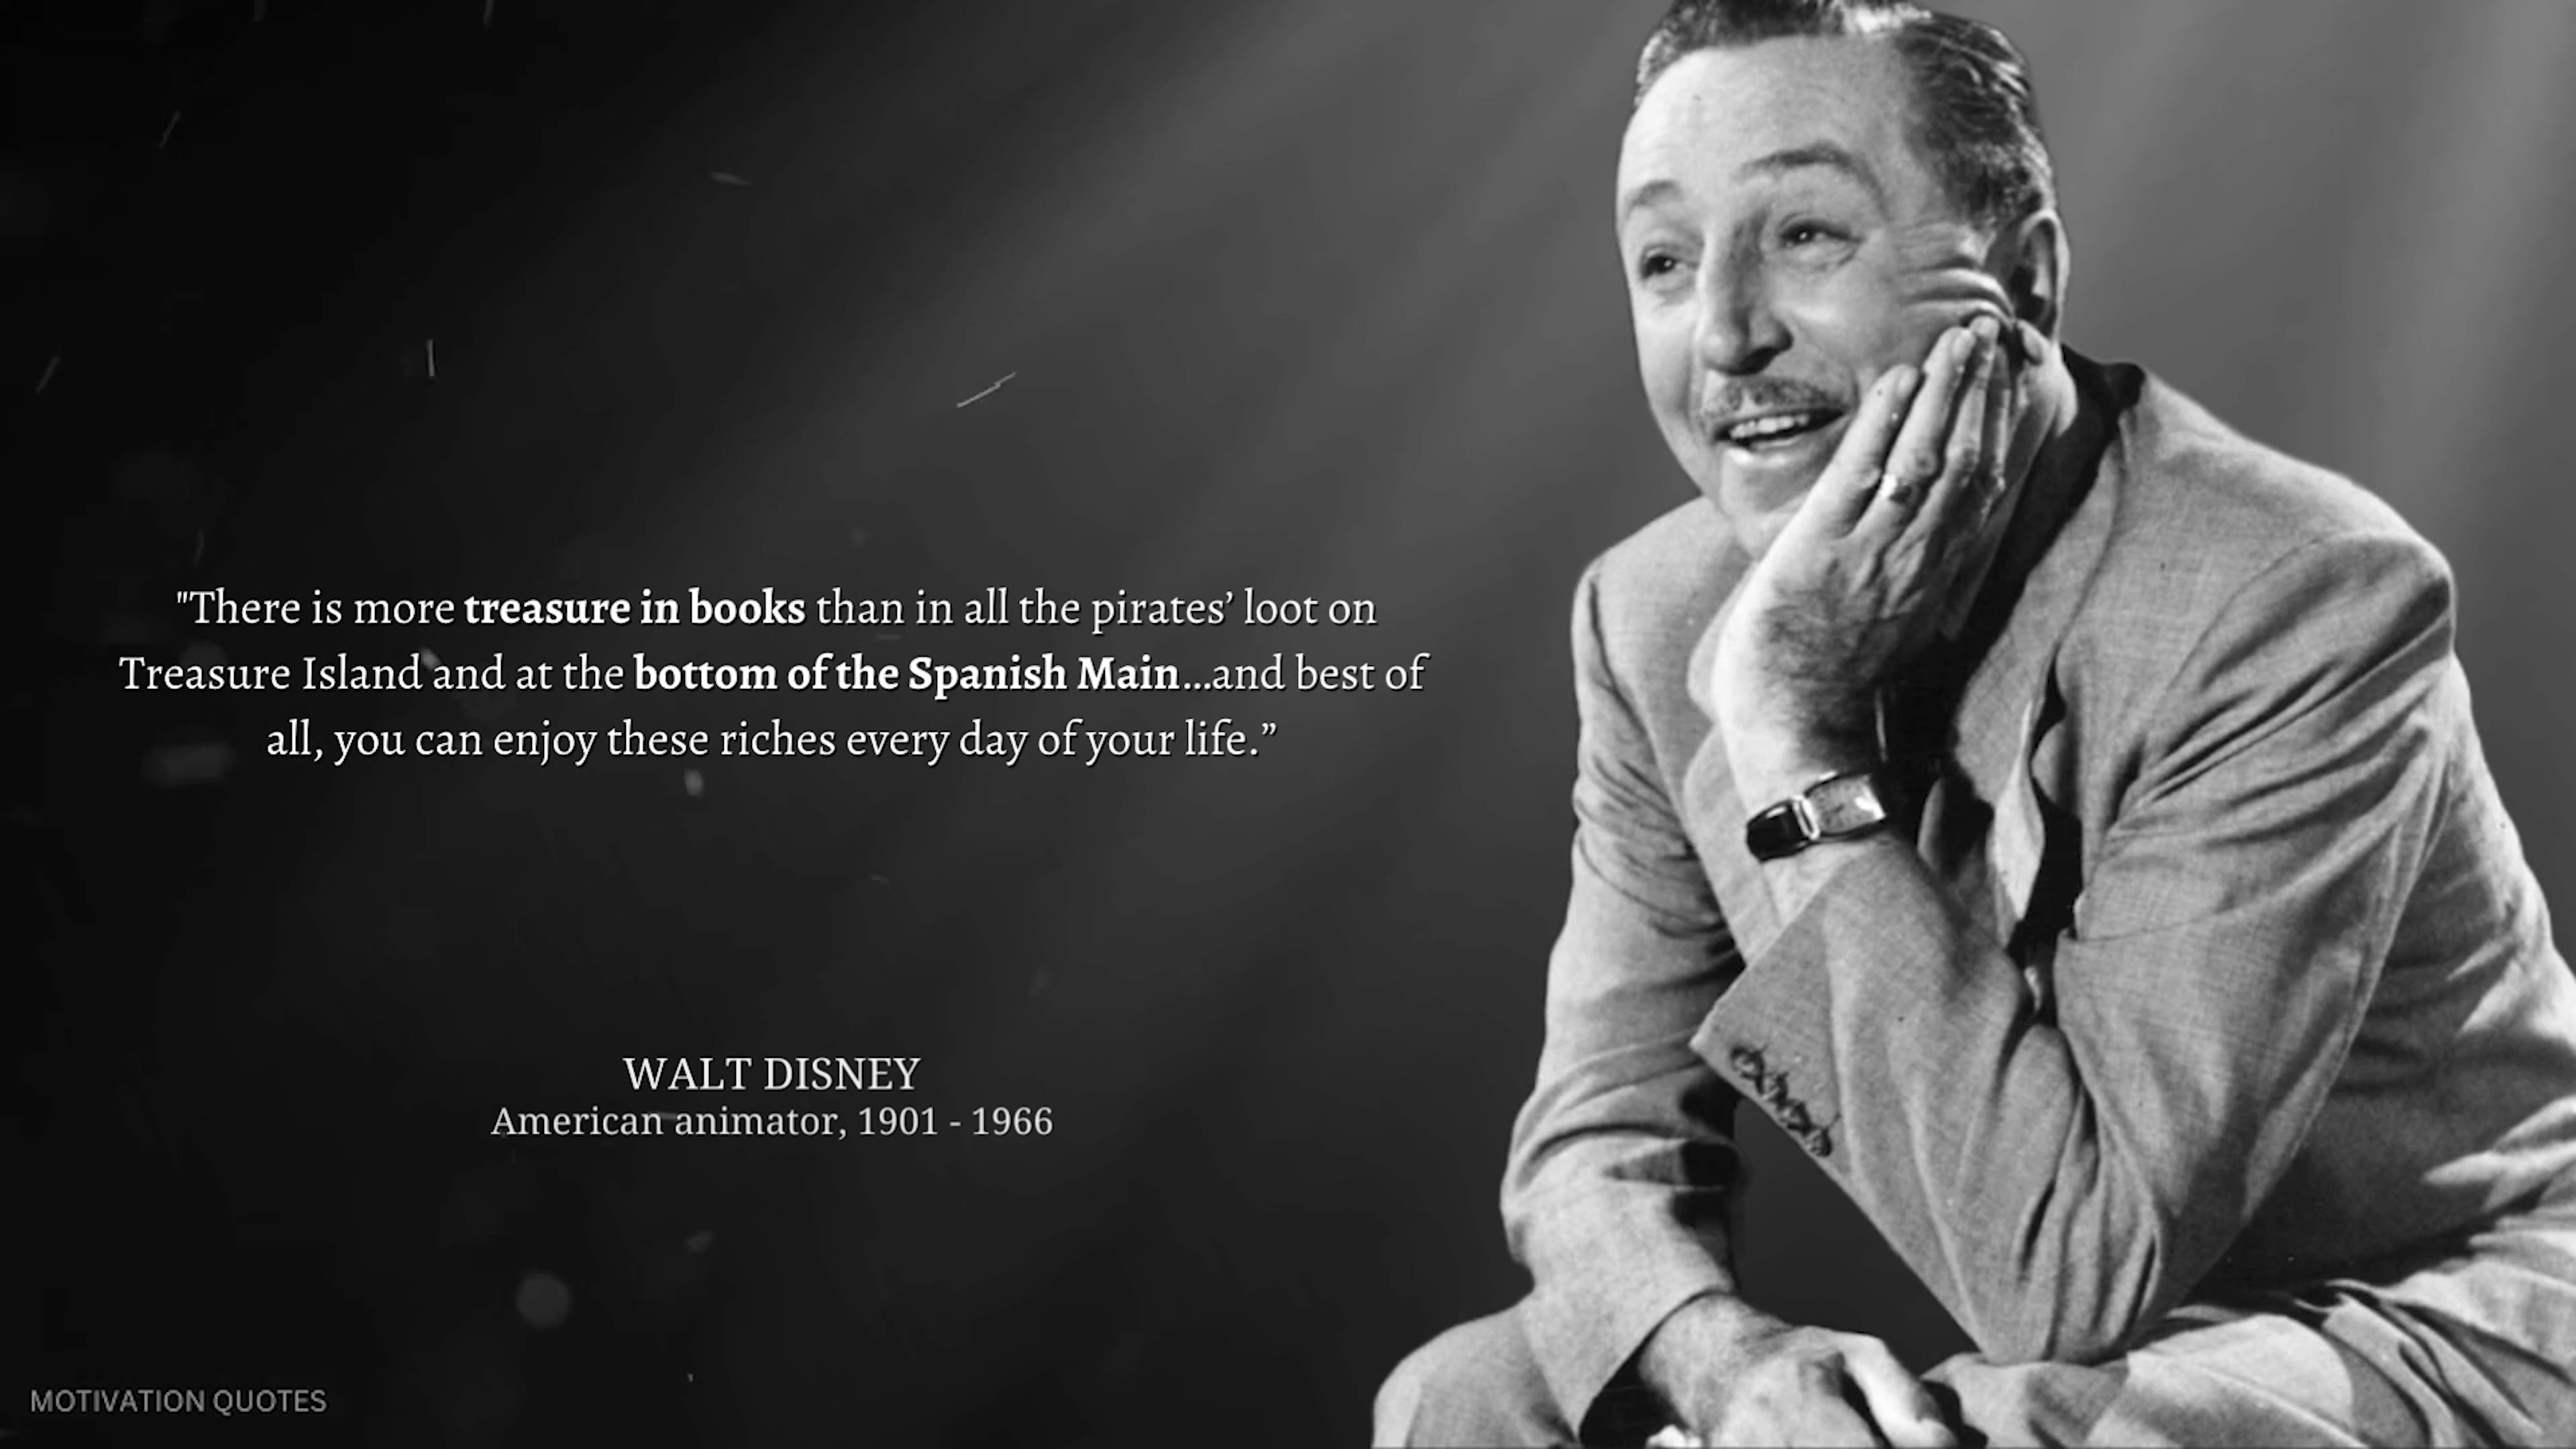 "There is more treasure in books than in all the pirates’ loot on
Treasure Island and at the bottom of the Spanish Main...and best of
all, you can enjoy these riches every day of your life.”
WALT DISNEY
American animator, 1901 - 1966
MOTIVATION QUOTES